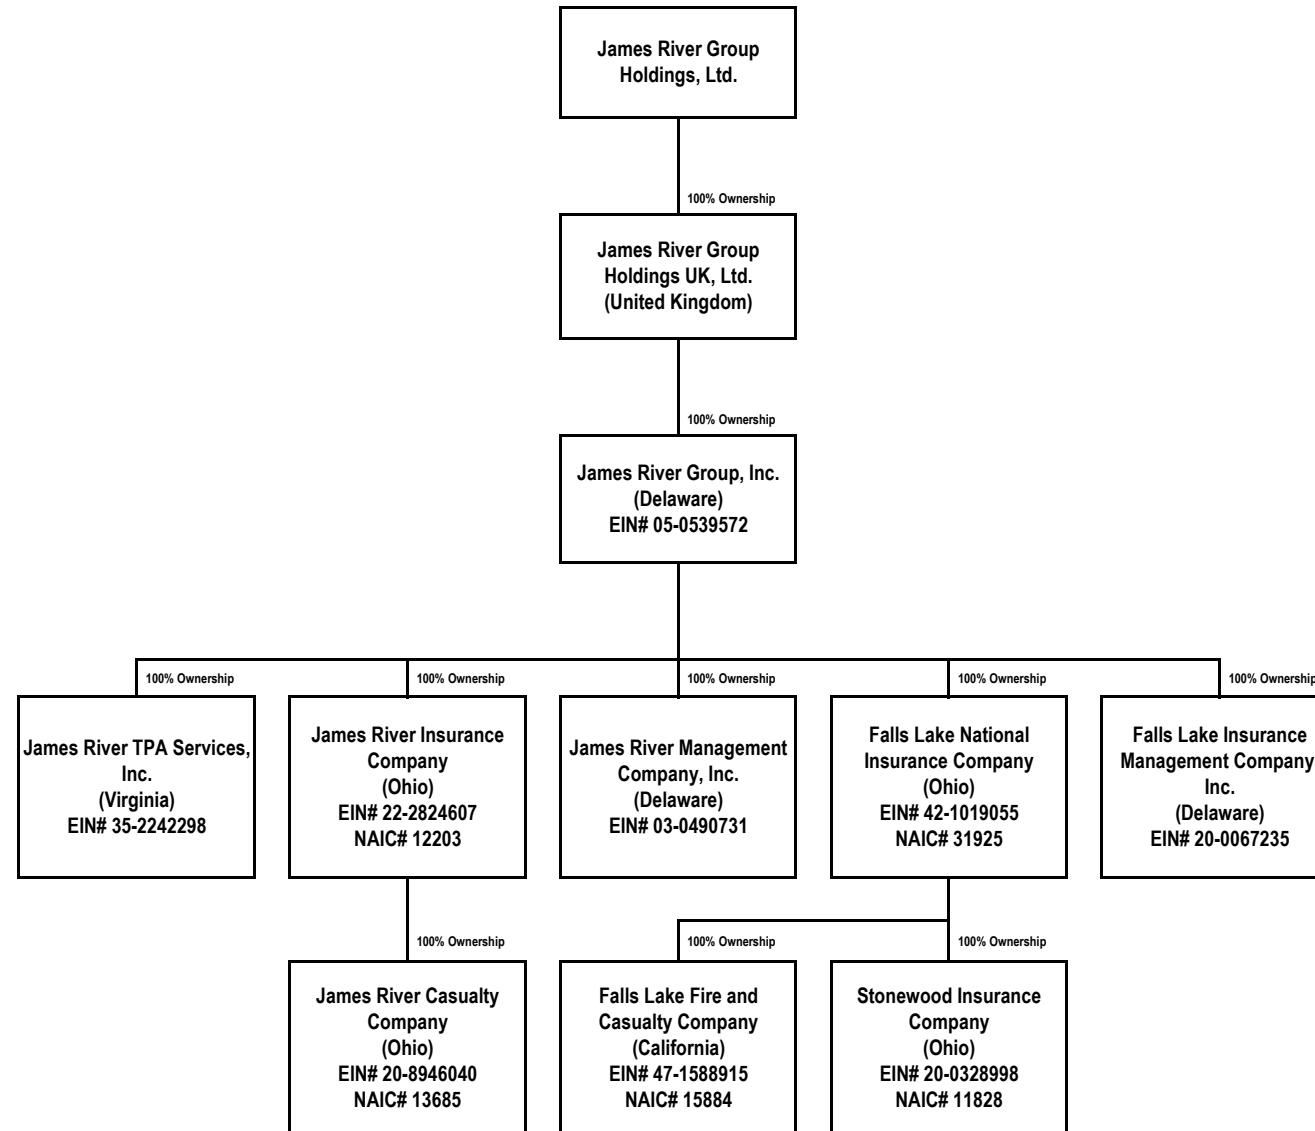 James River Group
Holdings, Ltd.
100% Ownership
James River Group
Holdings UK, Ltd.
(United Kingdom)
100% Ownership
James River Group, Inc.
(Delaware)
EIN# 05-0539572
100% Ownership
100% Ownership
100% Ownership
100% Ownership
100% Ownership
James River TPA Services,
Inc.
(Virginia)
EIN# 35-2242298
James River Insurance
Company
(Ohio)
EIN# 22-2824607
NAIC# 12203
James River Management
Company, Inc.
(Delaware)
EIN# 03-0490731
Falls Lake National
Insurance Company
(Ohio)
EIN# 42-1019055
NAIC# 31925
Falls Lake Insurance
Management Company
Inc.
(Delaware)
EIN# 20-0067235
100% Ownership
100% Ownership
100% Ownership
James River Casualty
Company
(Ohio)
EIN# 20-8946040
NAIC# 13685
Falls Lake Fire and
Casualty Company
(California)
EIN# 47-1588915
NAIC# 15884
Stonewood Insurance
Company
(Ohio)
EIN# 20-0328998
NAIC# 11828